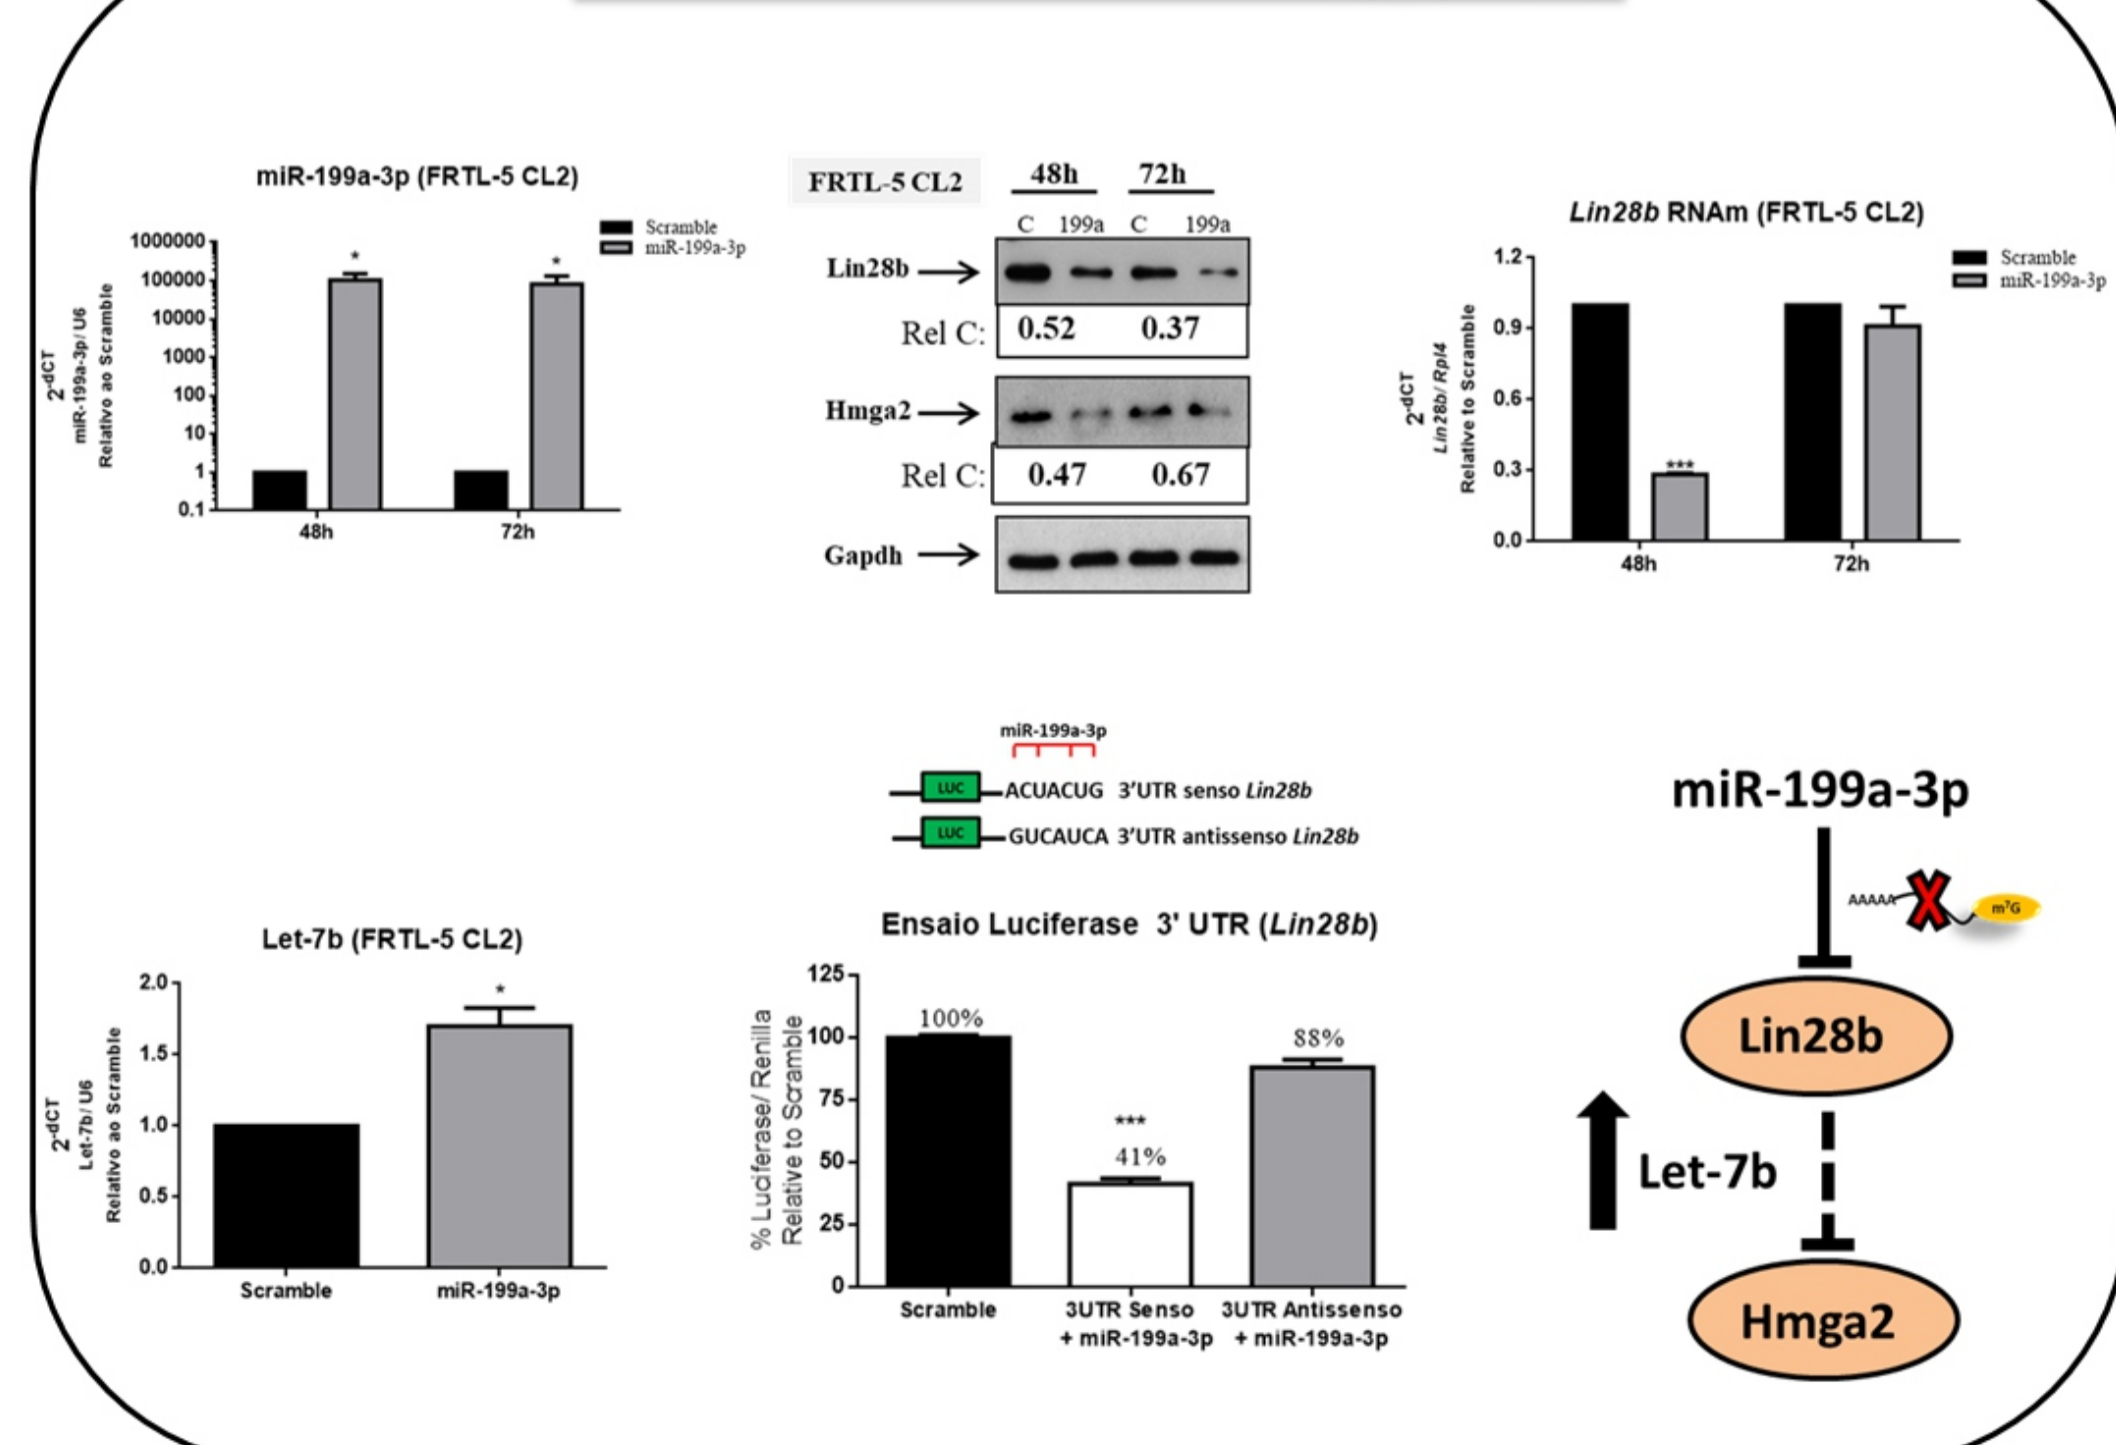 miR-199a-3p (FRTL-5 CL2)
Scramble
miR-199a-3p
2-dCT
miR-199a-3p/ U6
Relativo ao Scramble
1000000
100000
10000
1000
100
10
1
0.1
*
*
48h
72h
FRTL-5 CL2
48h
72h
C 199a C 199a
Lin28b
Rel C: 0.52 0.37
Hmga2
Rel C: 0.47 0.67
Gapdh
Lin28b RNAm (FRTL-5 CL2)
Scramble
miR-199a-3p
2-dCT
Lin28b/ Rpl4
Relative to Scramble
1.2
0.9
0.6
0.3
0.0
***
48h
72h
miR-199a-3p
LUC ACUACUG 3'UTR senso Lin28b
LUC GUCAUCA 3'UTR antissenso Lin28b
Let-7b (FRTL-5 CL2)
2-dCT
Let-7b/ U6
Relativo ao Scramble
2.0
1.5
1.0
0.5
0.0
*
Scramble
miR-199a-3p
Ensaio Luciferase 3' UTR (Lin28b)
% Luciferase/ Renilla
Relative to Scramble
125
100
75
50
25
0
100%
***
41%
88%
Scramble
3UTR Senso
+ miR-199a-3p
3UTR Antissenso
+ miR-199a-3p
miR-199a-3p
AAAAA X m7G
Lin28b
Let-7b
Hmga2